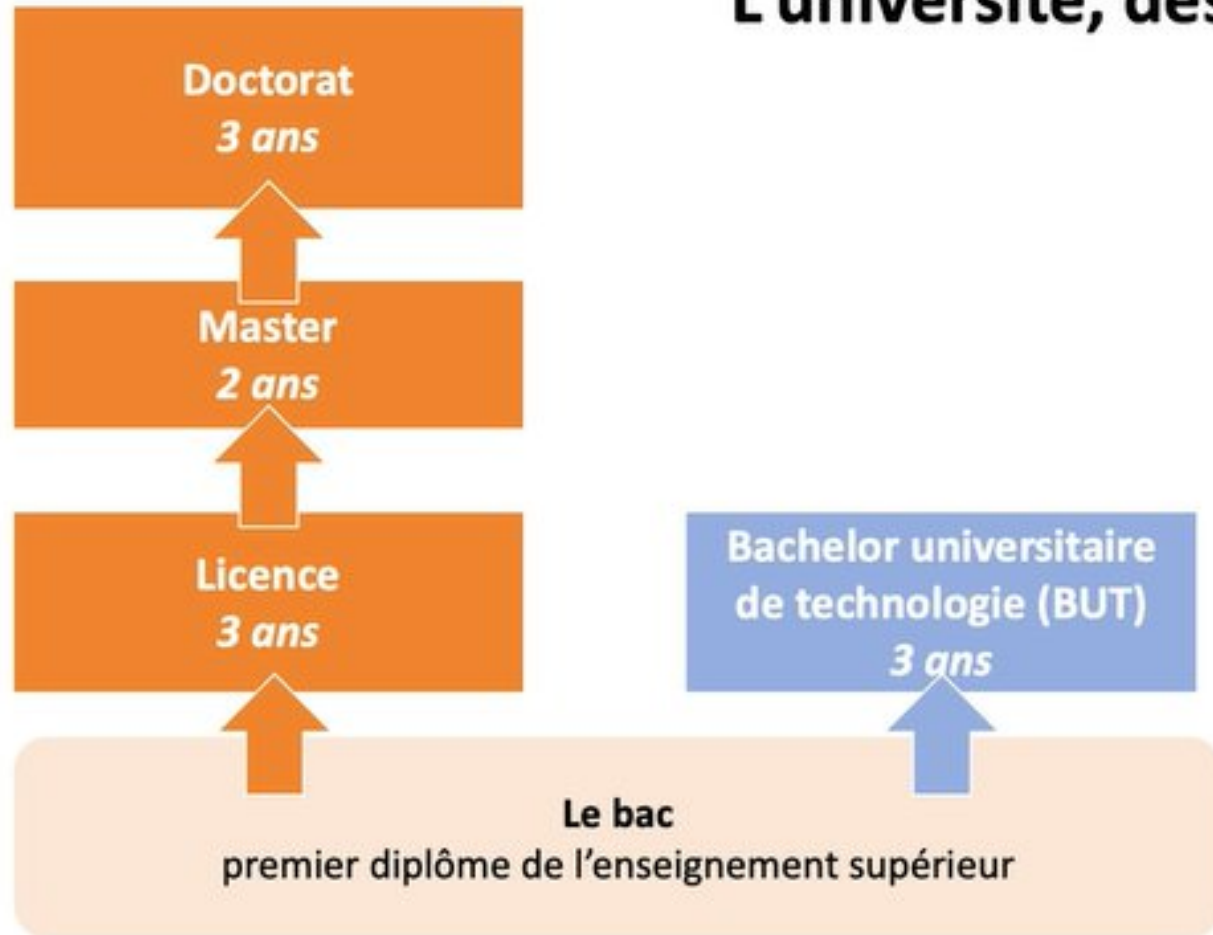 L'université, des
Doctorat
3 ans
Master
2 ans
Licence
3 ans
Bachelor universitaire
de technologie (BUT)
3 ans
Le bac
premier diplôme de l'enseignement supérieur